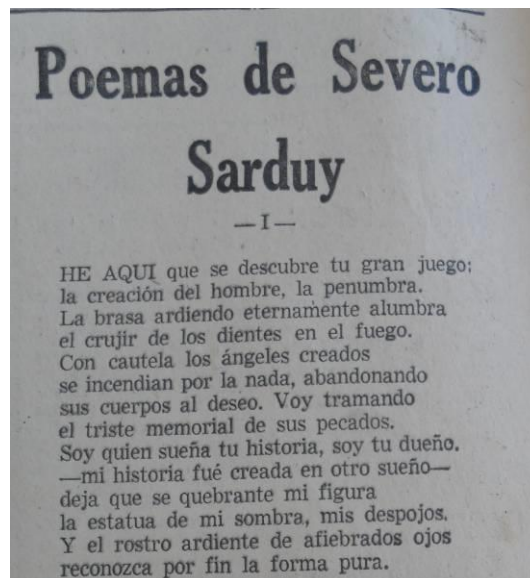 Poemas de Severo
Sarduy
—I—
HE AQUI que se descubre tu gran juego:
la creación del hombre, la penumbra.
La brasa ardiendo eternamente alumbra
el crujir de los dientes en el fuego.
Con cautela los ángeles creados
se incendian por la nada, abandonando
sus cuerpos al deseo. Voy tramando
el triste memorial de sus pecados.
Soy quien sueña tu historia, soy tu dueño.
—mi historia fué creada en otro sueño—
deja que se quebrante mi figura
la estatua de mi sombra, mis despojos.
Y el rostro ardiente de afiebrados ojos
reconozca por fin la forma pura.